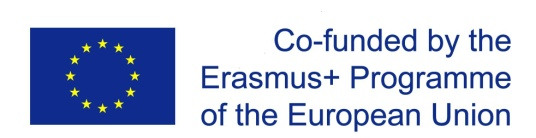 Co-funded by the
Erasmus+ Programme
of the European Union